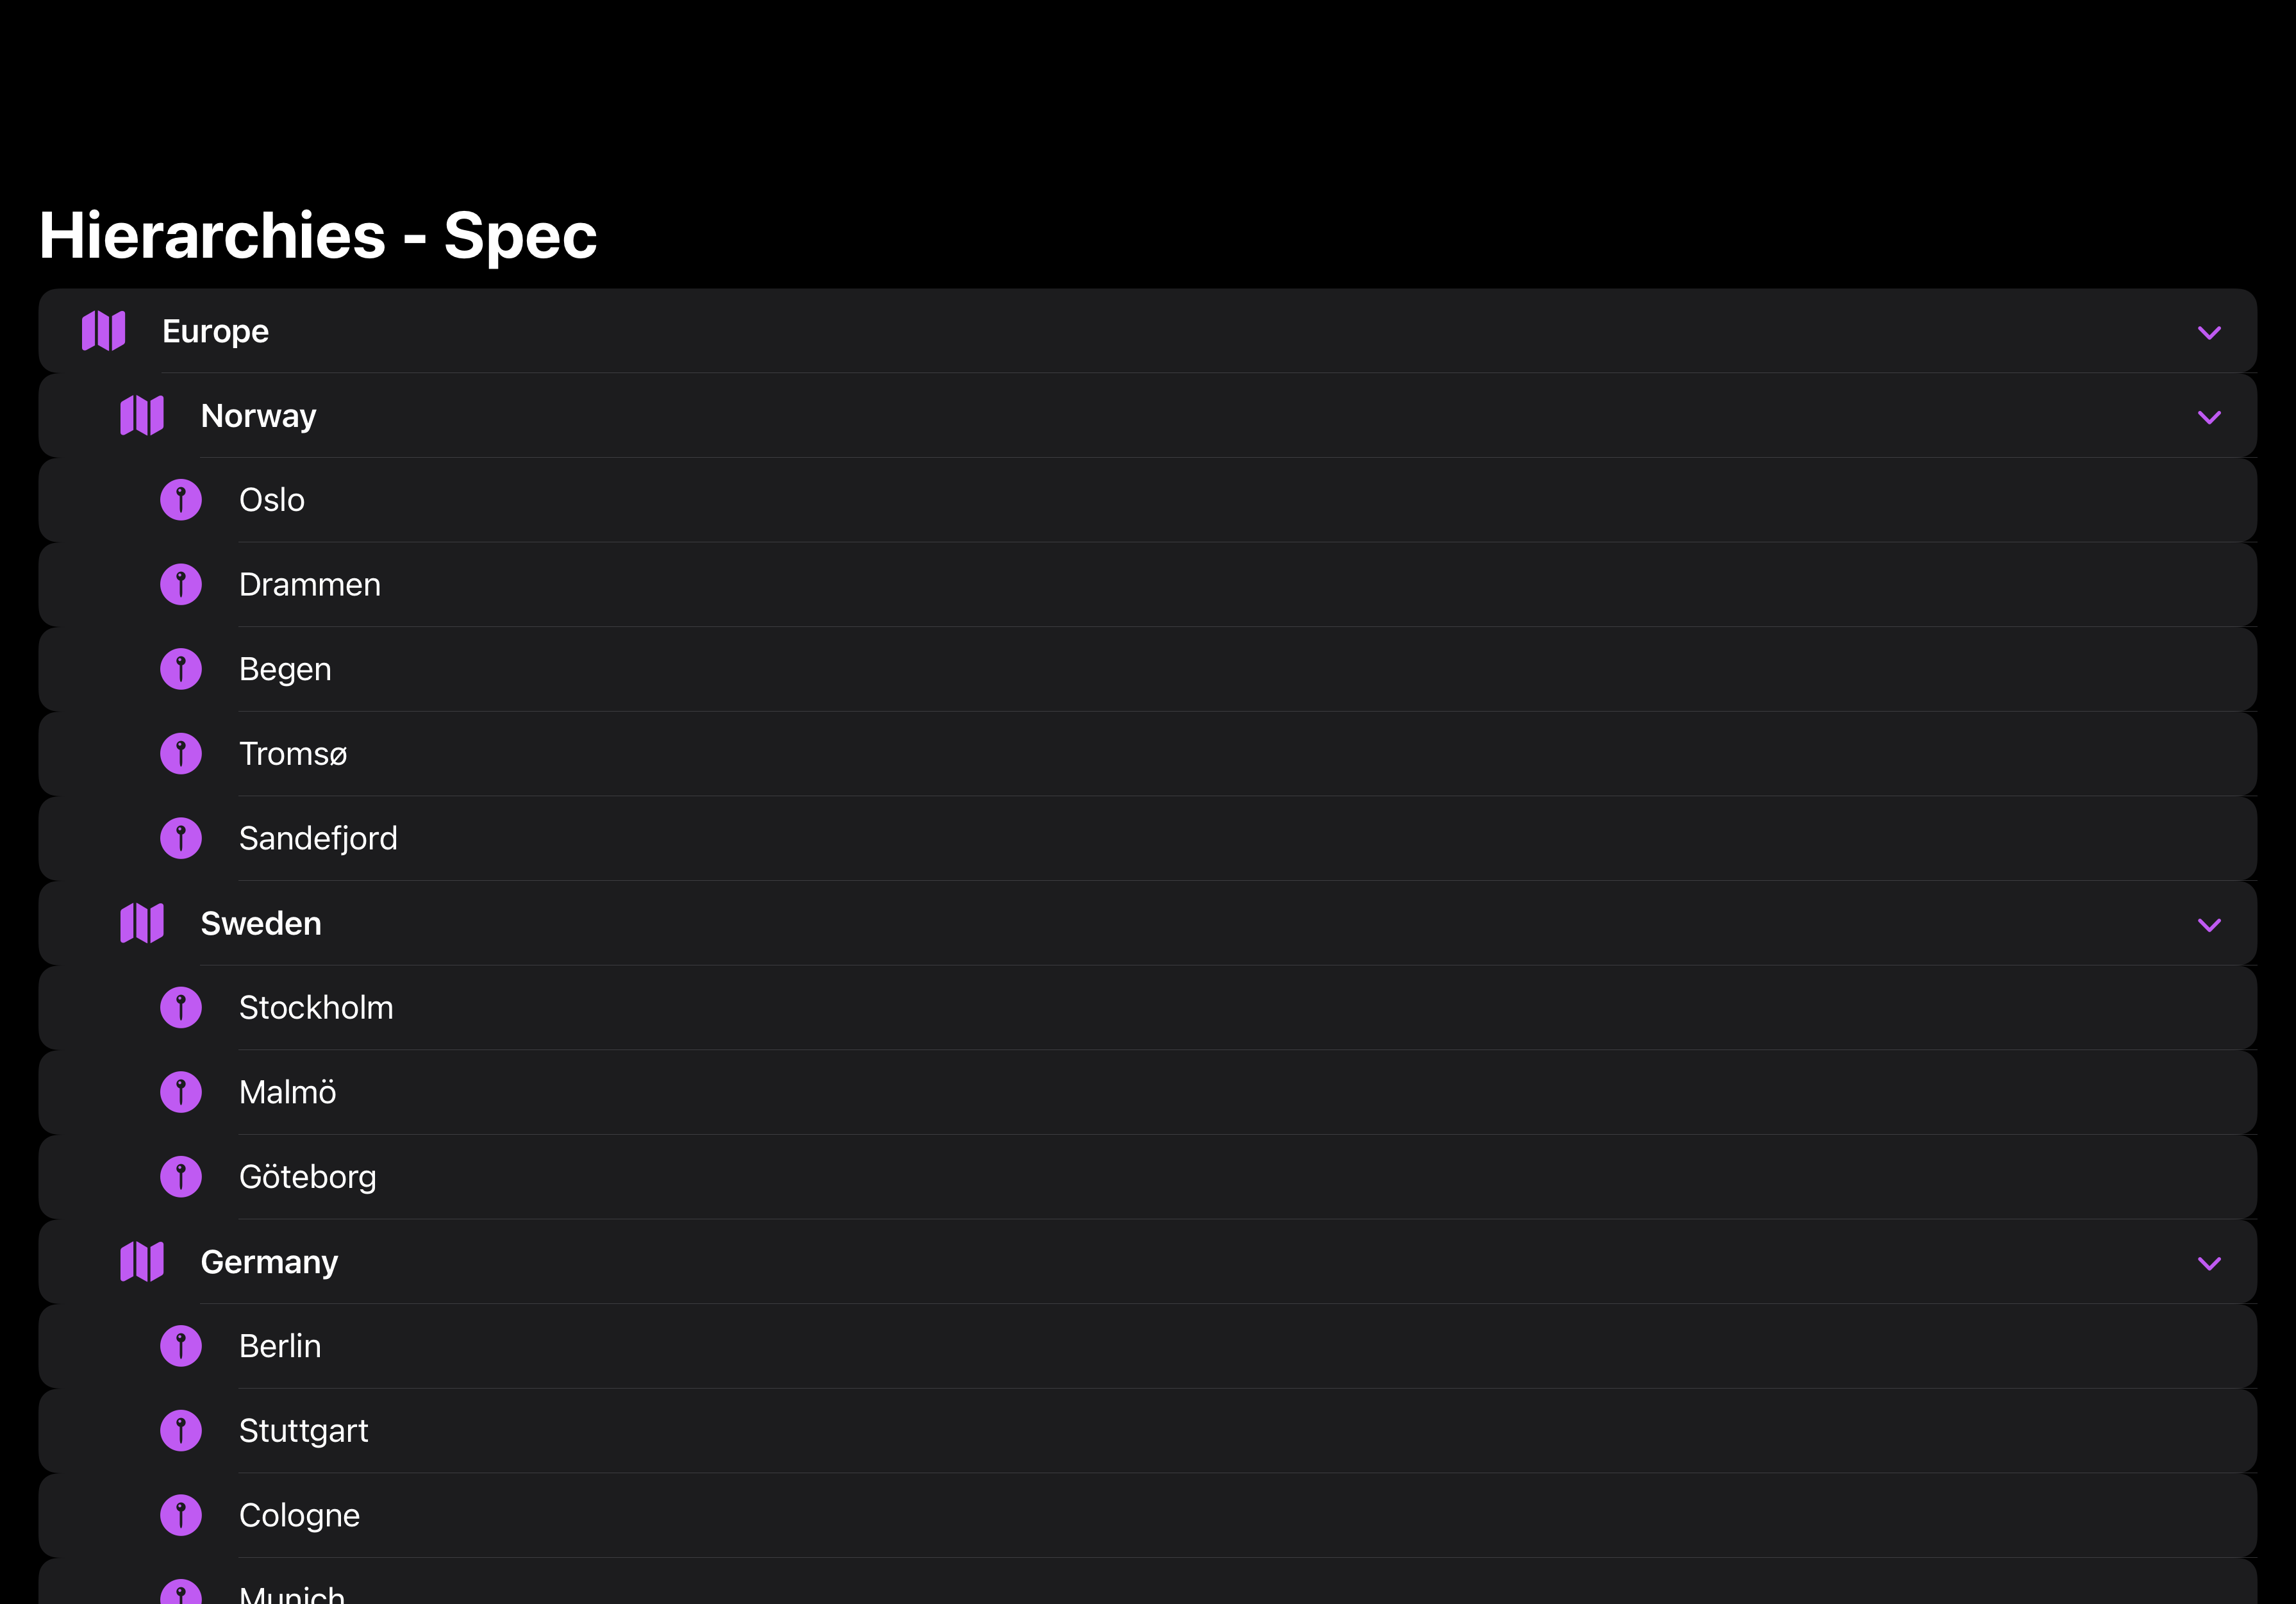 Hierarchies - Spec
Europe
Norway
Oslo
Drammen
Begen
Tromsø
Sandefjord
Sweden
Stockholm
Malmö
Göteborg
Germany
Berlin
Stuttgart
Cologne
Munich